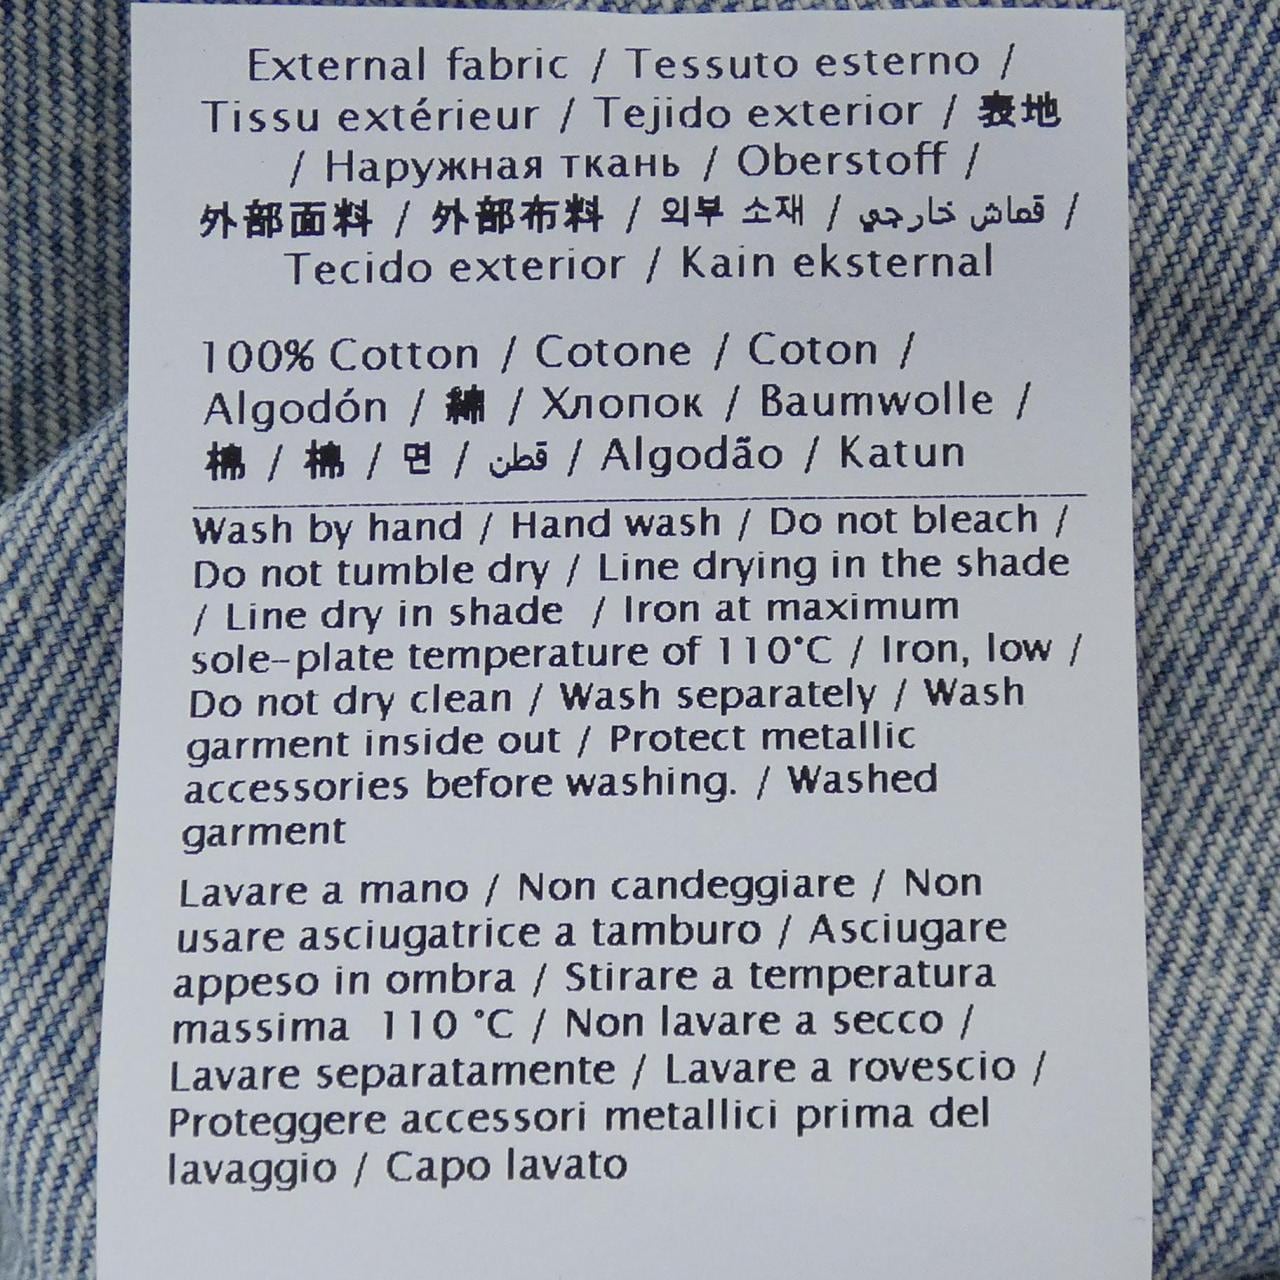 External fabric / Tessuto esterno /
Tissu extérieur / Tejido exterior / 表地
/ Наружная ткань / Oberstoff /
外部面料 / 外部布料 / 외부 소재 / قماش خارجي /
Tecido exterior / Kain eksternal
100% Cotton / Cotone / Coton /
Algodón / 綿 / Хлопок / Baumwolle /
棉 / 棉 / 면 / قطن / Algodão / Katun
Wash by hand / Hand wash / Do not bleach /
Do not tumble dry / Line drying in the shade
/ Line dry in shade / Iron at maximum
sole-plate temperature of 110°C / Iron, low /
Do not dry clean / Wash separately / Wash
garment inside out / Protect metallic
accessories before washing. / Washed
garment
Lavare a mano / Non candeggiare / Non
usare asciugatrice a tamburo / Asciugare
appeso in ombra / Stirare a temperatura
massima 110 °C / Non lavare a secco /
Lavare separatamente / Lavare a rovescio /
Proteggere accessori metallici prima del
lavaggio / Capo lavato